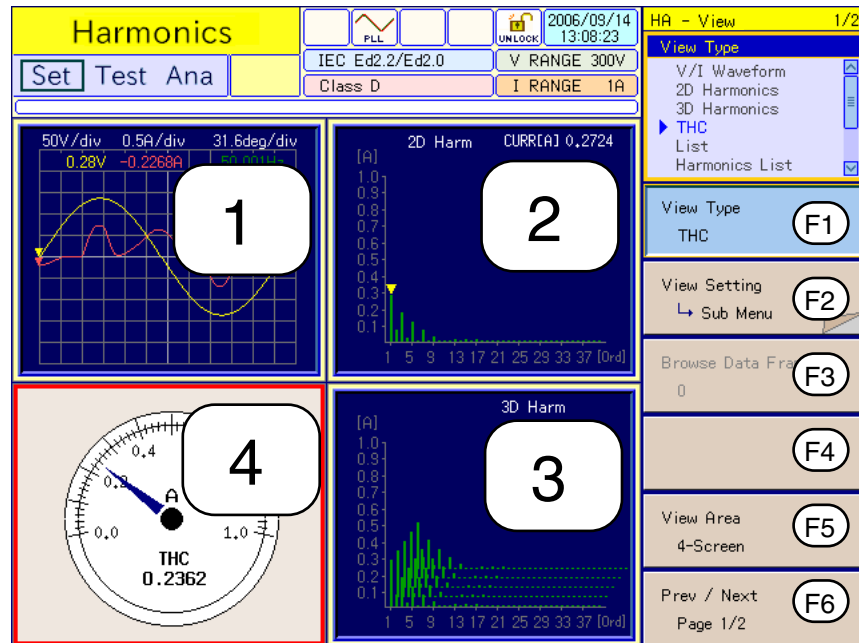 Harmonics
PLL
UNLOCK
2006/09/14
13:08:23
Set Test Ana
IEC Ed2.2/Ed2.0
V RANGE 300V
Class D
I RANGE 1A
HA - View 1/2
View Type
V/I Waveform
2D Harmonics
3D Harmonics
THC
List
Harmonics List
View Type
THC
F1
View Setting
Sub Menu
F2
Browse Data Fra
0
F3
F4
View Area
4-Screen
F5
Prev / Next
Page 1/2
F6
50V/div 0.5A/div 31.6deg/div
0.28V -0.2268A 50.001Hz
1
2D Harm CURR[A] 0.2724
[A]
1.0
0.9
0.8
0.7
0.6
0.5
0.4
0.3
0.2
0.1
1 5 9 13 17 21 25 29 33 37 [Ord]
2
0.0
0.4
1.0
A
THC
0.2362
4
3D Harm
[A]
1.0
0.9
0.8
0.7
0.6
0.5
0.4
0.3
0.2
0.1
1 5 9 13 17 21 25 29 33 37 [Ord]
3